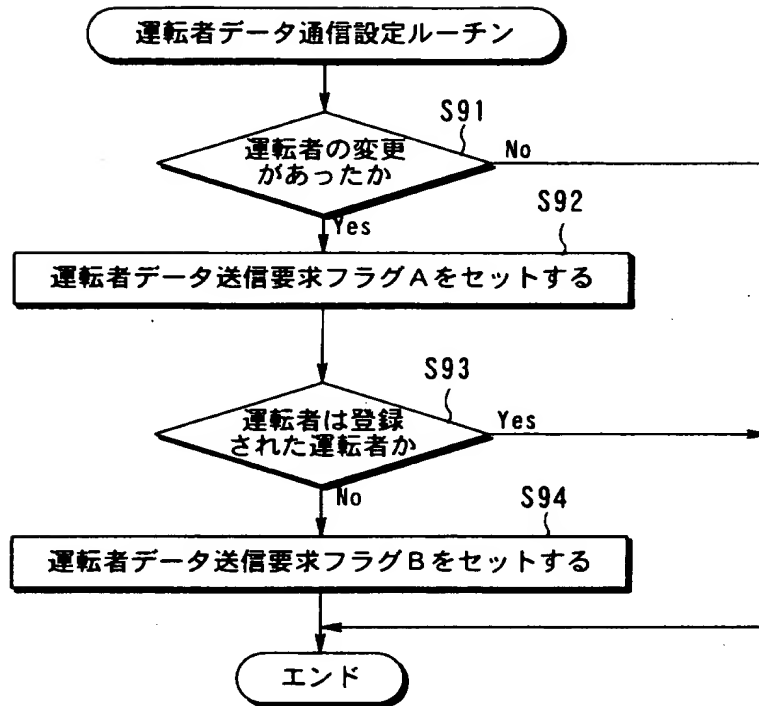 運転者データ通信設定ルーチン
S91
運転者の変更
があったか
No
Yes
S92
運転者データ送信要求フラグAをセットする
S93
運転者は登録
された運転者か
Yes
No
S94
運転者データ送信要求フラグBをセットする
エンド